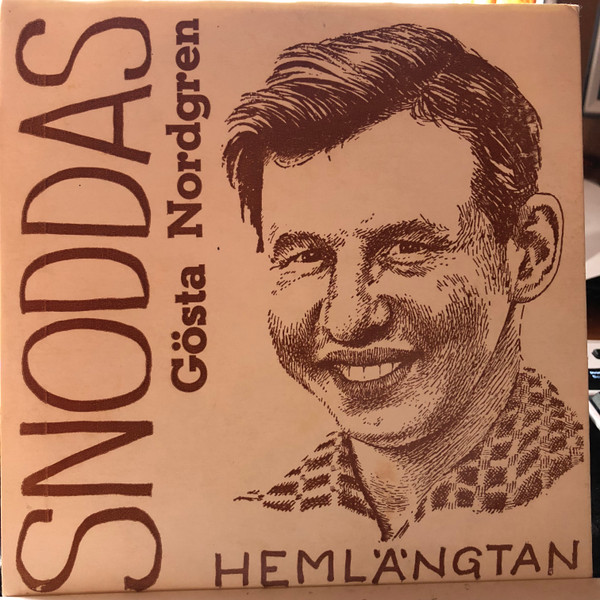 SNODDAS
Gösta Nordgren
HEMLÄNGTAN